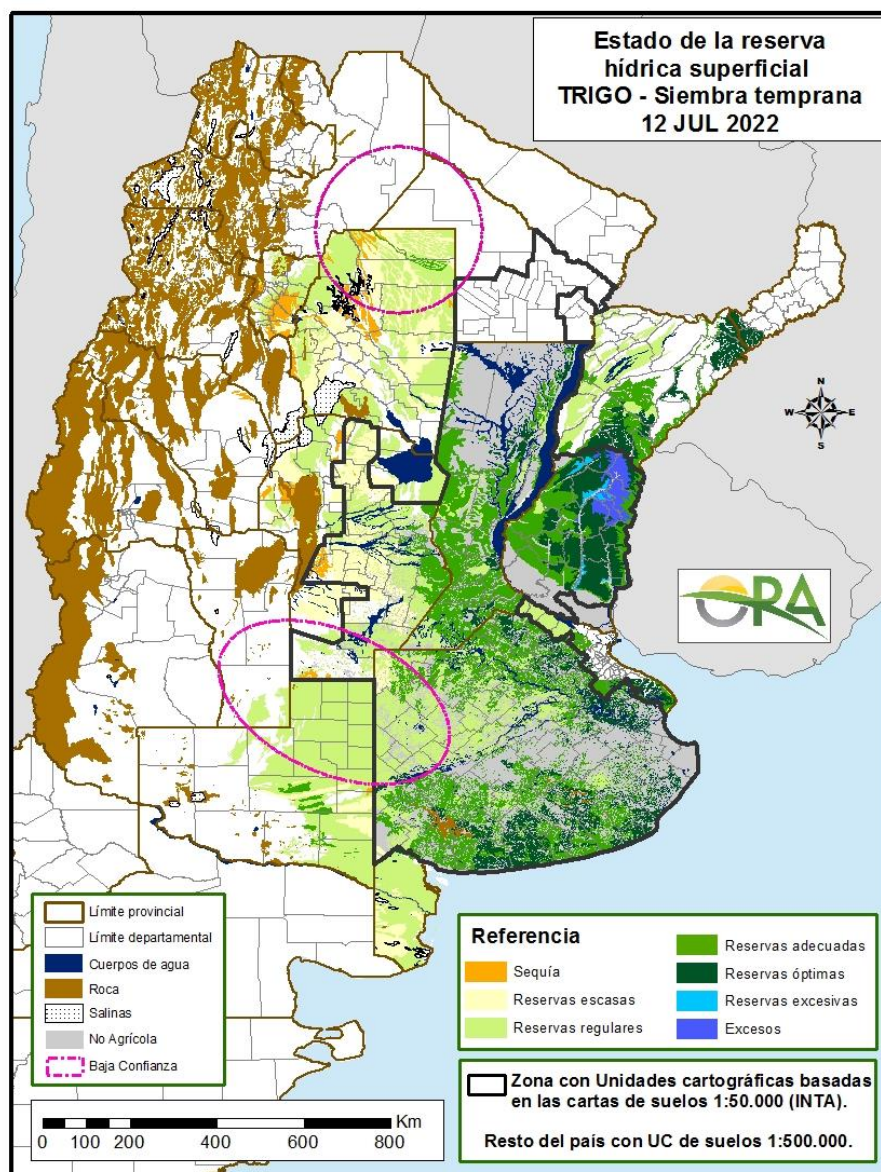 Estado de la reserva
hídrica superficial
TRIGO - Siembra temprana
12 JUL 2022
N
W
E
S
ORA
Límite provincial
Límite departamental
Cuerpos de agua
Roca
Salinas
No Agrícola
Baja Confianza
Referencia
Sequía
Reservas escasas
Reservas regulares
Reservas adecuadas
Reservas óptimas
Reservas excesivas
Excesos
Km
0 100 200 400 600 800
Zona con Unidades cartográficas basadas
en las cartas de suelos 1:50.000 (INTA).
Resto del país con UC de suelos 1:500.000.